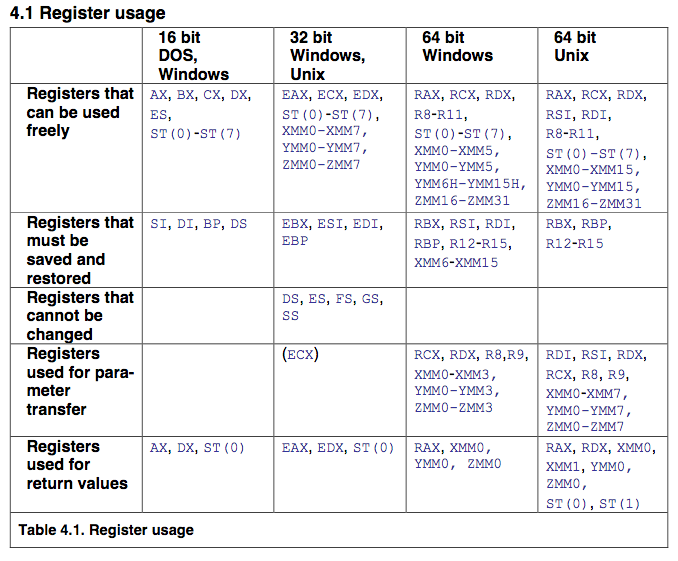 4.1 Register usage
16 bit DOS, Windows
32 bit Windows, Unix
64 bit Windows
64 bit Unix
Registers that can be used freely
AX, BX, CX, DX,
ES,
ST(0)-ST(7)
EAX, ECX, EDX,
ST(0)-ST(7),
XMM0-XMM7,
YMM0-YMM7,
ZMM0-ZMM7
RAX, RCX, RDX,
R8-R11,
ST(0)-ST(7),
XMM0-XMM5,
YMM0-YMM5,
YMM6H-YMM15H,
ZMM16-ZMM31
RAX, RCX, RDX,
RSI, RDI,
R8-R11,
ST(0)-ST(7),
XMM0-XMM15,
YMM0-YMM15,
ZMM16-ZMM31
Registers that must be saved and restored
SI, DI, BP, DS
EBX, ESI, EDI,
EBP
RBX, RSI, RDI,
RBP, R12-R15,
XMM6-XMM15
RBX, RBP,
R12-R15
Registers that cannot be changed
DS, ES, FS, GS,
SS
Registers used for para-
meter transfer
(ECX)
RCX, RDX, R8,R9,
XMM0-XMM3,
YMM0-YMM3,
ZMM0-ZMM3
RDI, RSI, RDX,
RCX, R8, R9,
XMM0-XMM7,
YMM0-YMM7,
ZMM0-ZMM7
Registers used for return values
AX, DX, ST(0)
EAX, EDX, ST(0)
RAX, XMM0,
YMM0, ZMM0
RAX, RDX, XMM0,
XMM1, YMM0,
ZMM0,
ST(0), ST(1)
Table 4.1. Register usage